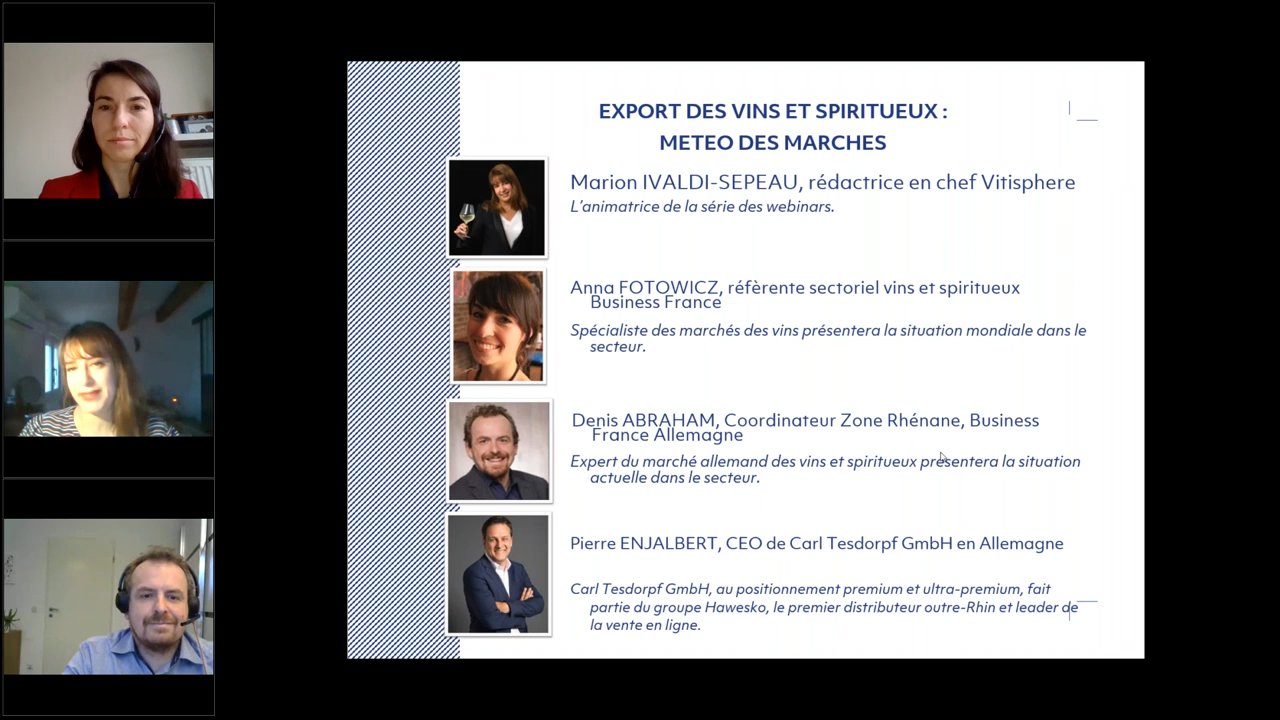 EXPORT DES VINS ET SPIRITUEUX :
METEO DES MARCHES
Marion IVALDI-SEPEAU, rédactrice en chef Vitisphere
L'animatrice de la série des webinars.
Anna FOTOWICZ, réfèrente sectoriel vins et spiritueux
Business France
Spécialiste des marchés des vins présentera la situation mondiale dans le
secteur.
Denis ABRAHAM, Coordinateur Zone Rhénane, Business
France Allemagne
Expert du marché allemand des vins et spiritueux présentera la situation
actuelle dans le secteur.
Pierre ENJALBERT, CEO de Carl Tesdorpf GmbH en Allemagne
Carl Tesdorpf GmbH, au positionnement premium et ultra-premium, fait
partie du groupe Hawesko, le premier distributeur outre-Rhin et leader de
la vente en ligne.